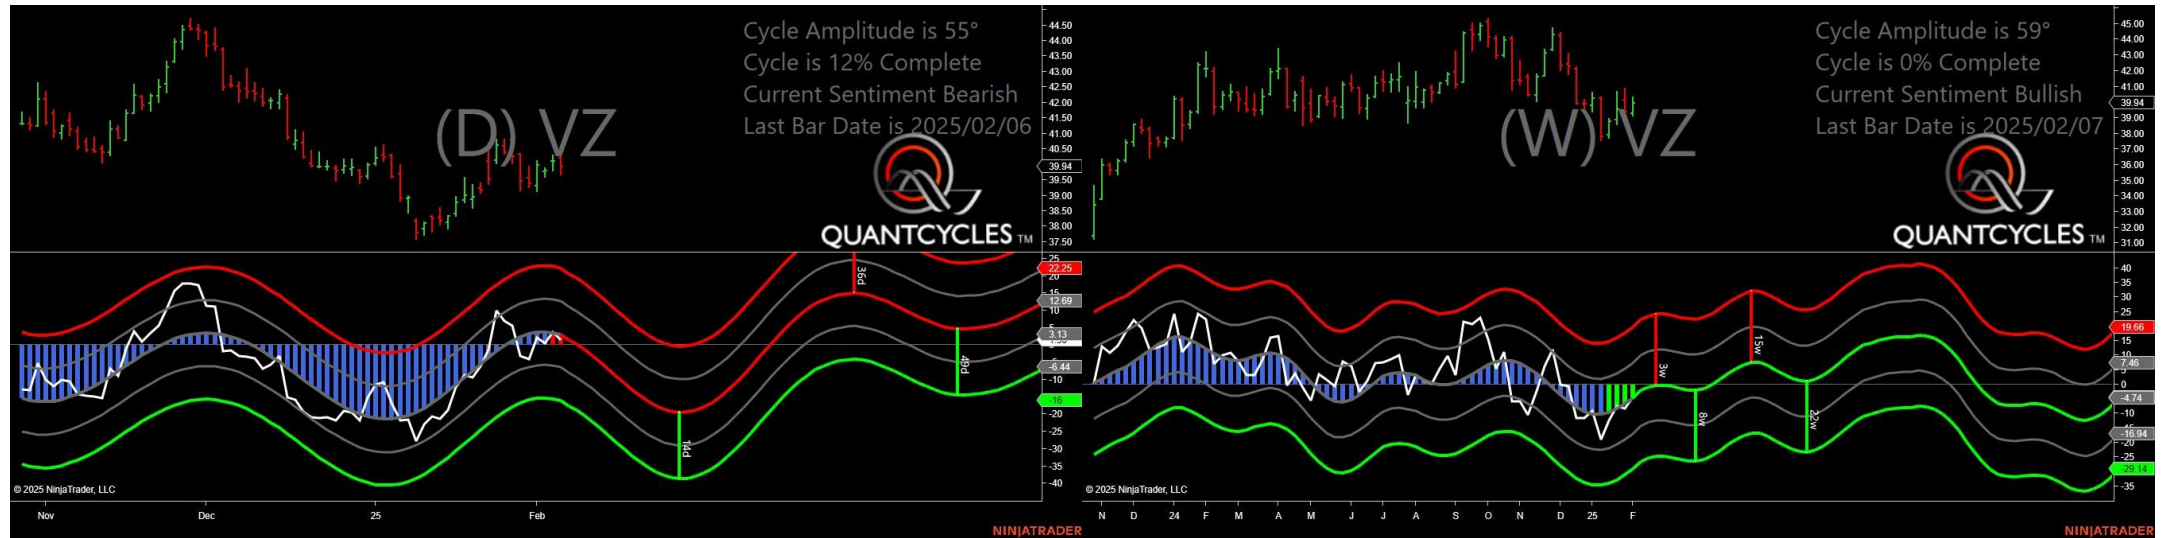 Cycle Amplitude is 55°
Cycle is 12% Complete
Current Sentiment Bearish
Last Bar Date is 2025/02/06
(D) VZ
QUANTCYCLES TM
44.50
44.00
43.50
43.00
42.50
42.00
41.50
41.00
40.50
39.94
39.50
39.00
38.50
38.00
37.50
25
22.25
20
15
12.69
10
3.13
-6.44
-10
-16
-20
-25
-30
-35
-40
36d
14d
49d
© 2025 NinjaTrader, LLC
Nov Dec 25 Feb
NINJATRADER
Cycle Amplitude is 59°
Cycle is 0% Complete
Current Sentiment Bullish
Last Bar Date is 2025/02/07
(W) VZ
QUANTCYCLES TM
45.00
44.00
43.00
42.00
41.00
39.94
39.00
38.00
37.00
36.00
35.00
34.00
33.00
32.00
31.00
40
35
30
25
19.66
15
10
7.46
5
0
-4.74
-10
-16.94
-20
-25
-29.14
-35
3w
15w
8w
22w
© 2025 NinjaTrader, LLC
N D 24 F M A M J J A S O N D 25 F
NINJATRADER